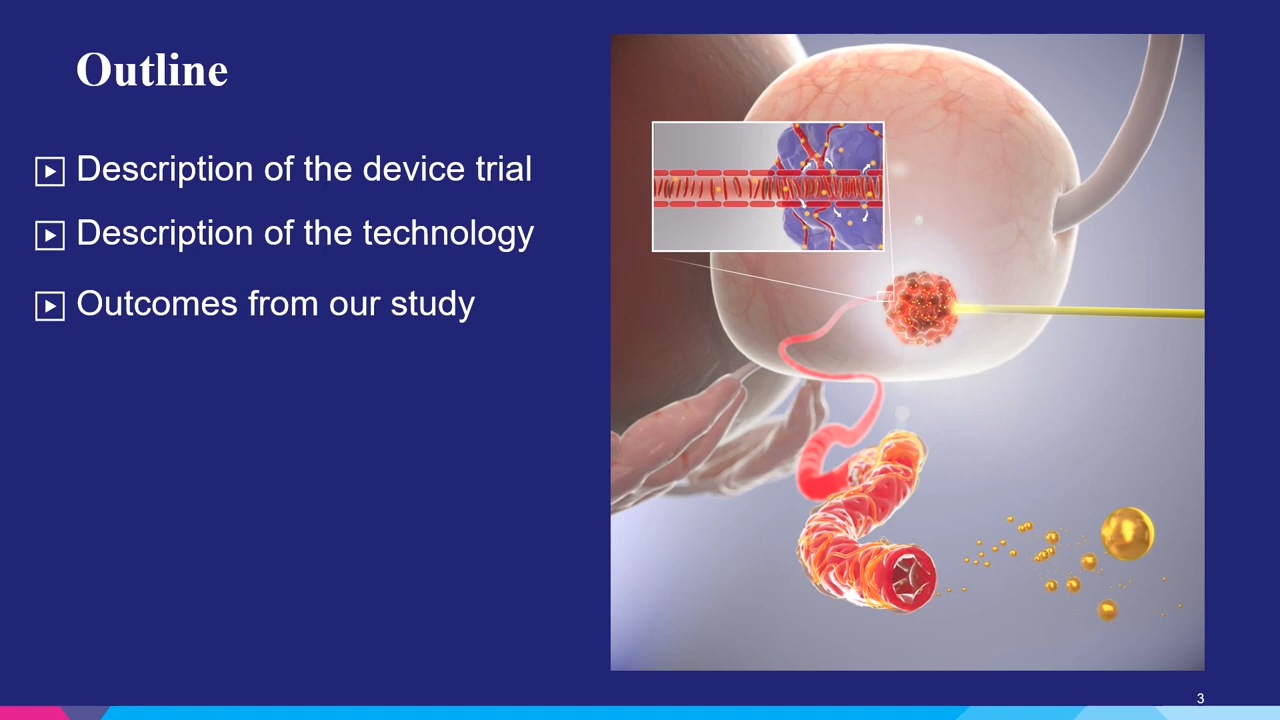 Outline
Description of the device trial
Description of the technology
Outcomes from our study
3